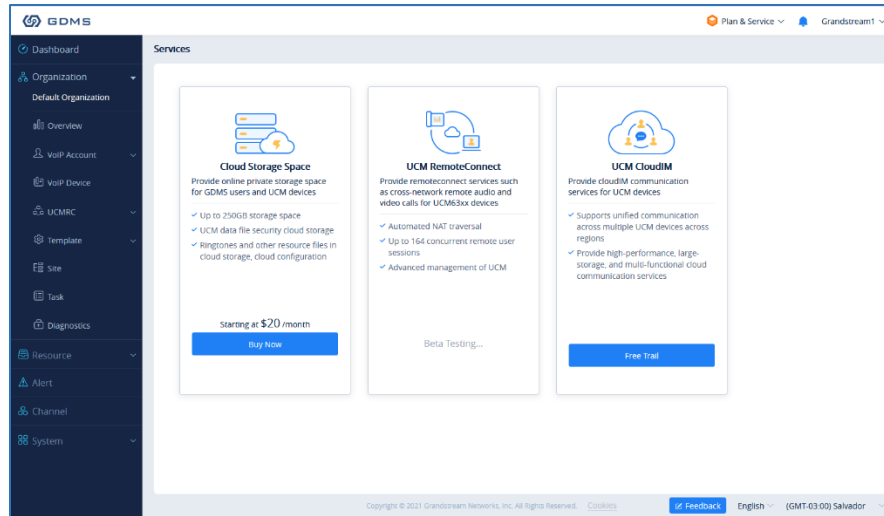 GDMS
Plan & Service
Grandstream1
Dashboard
Organization
Default Organization
Overview
VoIP Account
VoIP Device
UCMRC
Template
Site
Task
Diagnostics
Resource
Alert
Channel
System
Services
Cloud Storage Space
Provide online private storage space
for GDMS users and UCM devices
Up to 250GB storage space
UCM data file security cloud storage
Ringtones and other resource files in
cloud storage, cloud configuration
Starting at $20 /month
Buy Now
UCM RemoteConnect
Provide remoteconnect services such
as cross-network remote audio and
video calls for UCM63xx devices
Automated NAT traversal
Up to 164 concurrent remote user
sessions
Advanced management of UCM
Beta Testing...
UCM CloudIM
Provide cloudIM communication
services for UCM devices
Supports unified communication
across multiple UCM devices across
regions
Provide high-performance, large-
storage, and multi-functional cloud
communication services
Free Trail
Copyright © 2021 Grandstream Networks, Inc. All Rights Reserved. Cookies
Feedback
English
(GMT-03:00) Salvador